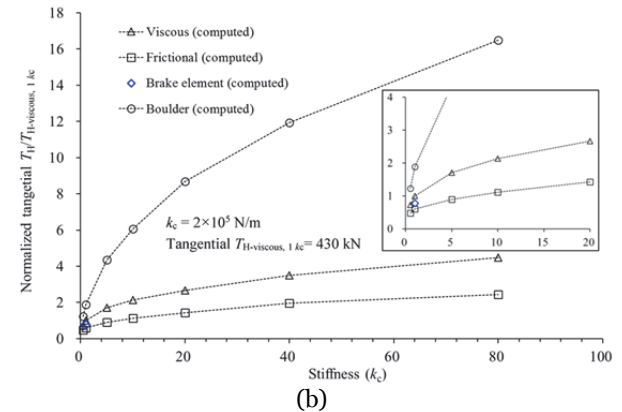 18
16
14
12
10
8
6
4
2
0
Normalized tangetial TH/TH-viscous, 1 kc
Viscous (computed)
Frictional (computed)
Brake element (computed)
Boulder (computed)
kc = 2×10⁵ N/m
Tangential TH-viscous, 1 kc= 430 kN
4
3
2
1
0
0 5 10 15 20
0 20 40 60 80 100
Stiffness (kc)
(b)